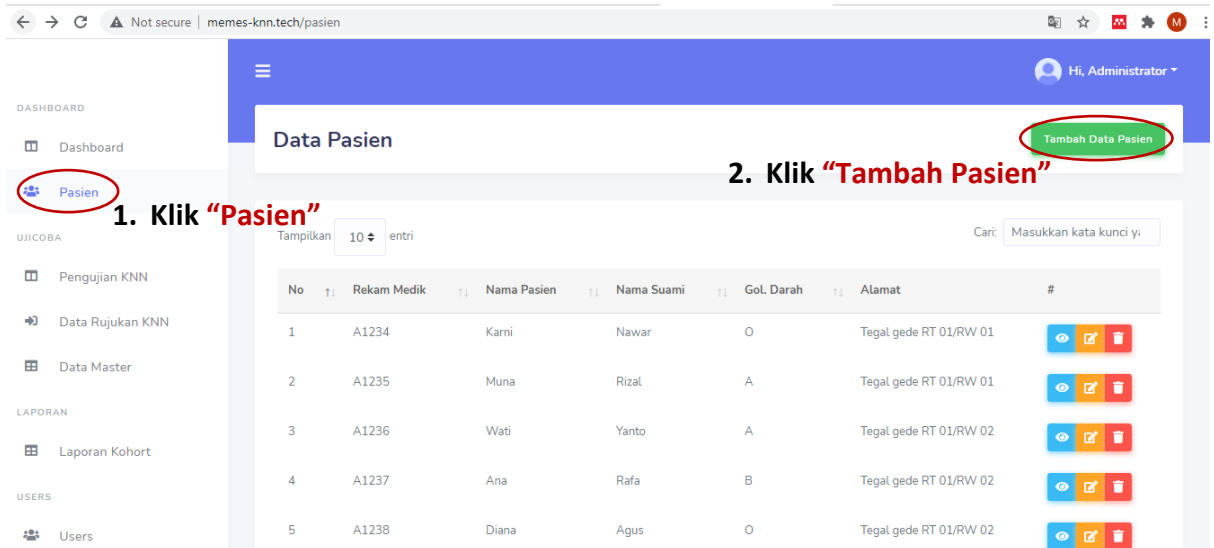 Not secure | memes-knn.tech/pasien
M
Hi, Administrator
DASHBOARD
Dashboard
Pasien
UJICOBA
Pengujian KNN
Data Rujukan KNN
Data Master
LAPORAN
Laporan Kohort
USERS
Users
Data Pasien
Tambah Data Pasien
1. Klik “Pasien”
2. Klik “Tambah Pasien”
Tampilkan 10 entri
Cari: Masukkan kata kunci
No Rekam Medik Nama Pasien Nama Suami Gol. Darah Alamat #
1 A1234 Karni Nawar O Tegal gede RT 01/RW 01
2 A1235 Muna Rizal A Tegal gede RT 01/RW 01
3 A1236 Wati Yanto A Tegal gede RT 01/RW 02
4 A1237 Ana Rafa B Tegal gede RT 01/RW 02
5 A1238 Diana Agus O Tegal gede RT 01/RW 02